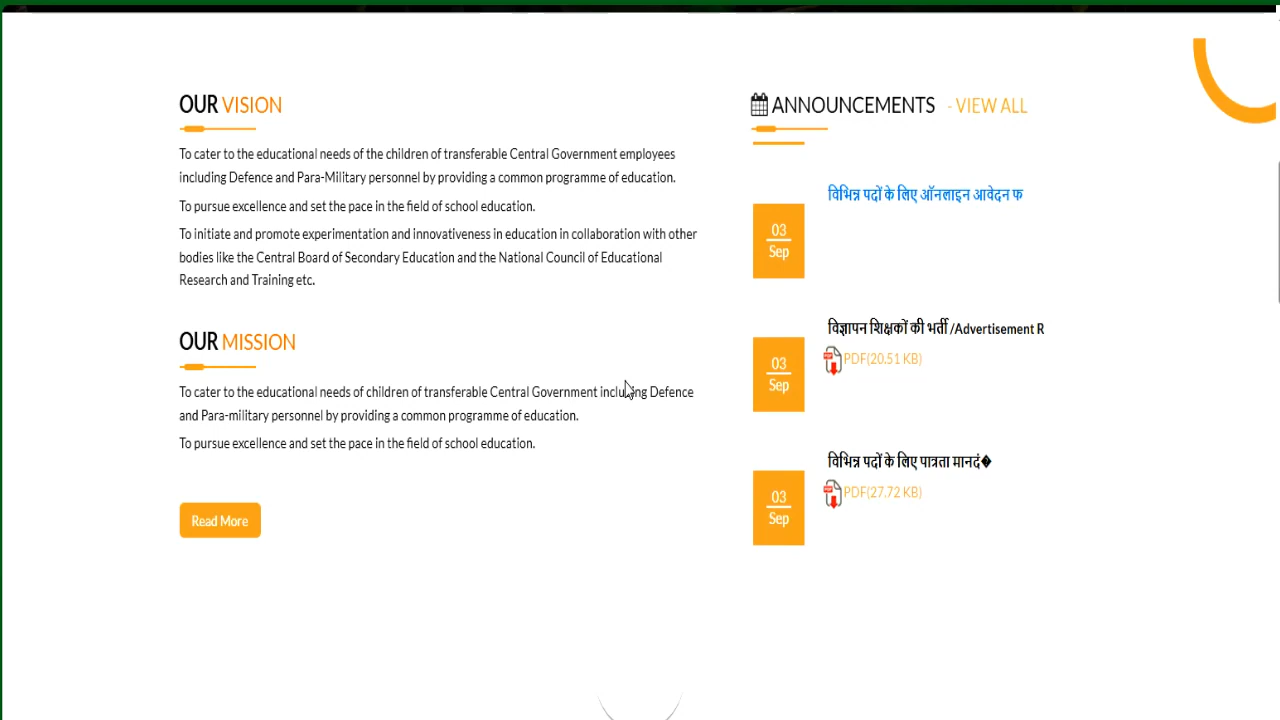 OUR VISION
To cater to the educational needs of the children of transferable Central Government employees
including Defence and Para-Military personnel by providing a common programme of education.
To pursue excellence and set the pace in the field of school education.
To initiate and promote experimentation and innovativeness in education in collaboration with other
bodies like the Central Board of Secondary Education and the National Council of Educational
Research and Training etc.
OUR MISSION
To cater to the educational needs of children of transferable Central Government including Defence
and Para-military personnel by providing a common programme of education.
To pursue excellence and set the pace in the field of school education.
Read More
ANNOUNCEMENTS - VIEW ALL
विभिन्न पदों के लिए ऑनलाइन आवेदन फ
03
Sep
विज्ञापन शिक्षकों की भर्ती /Advertisement R
PDF(20.51 KB)
03
Sep
विभिन्न पदों के लिए पात्रता मानदं�
PDF(27.72 KB)
03
Sep